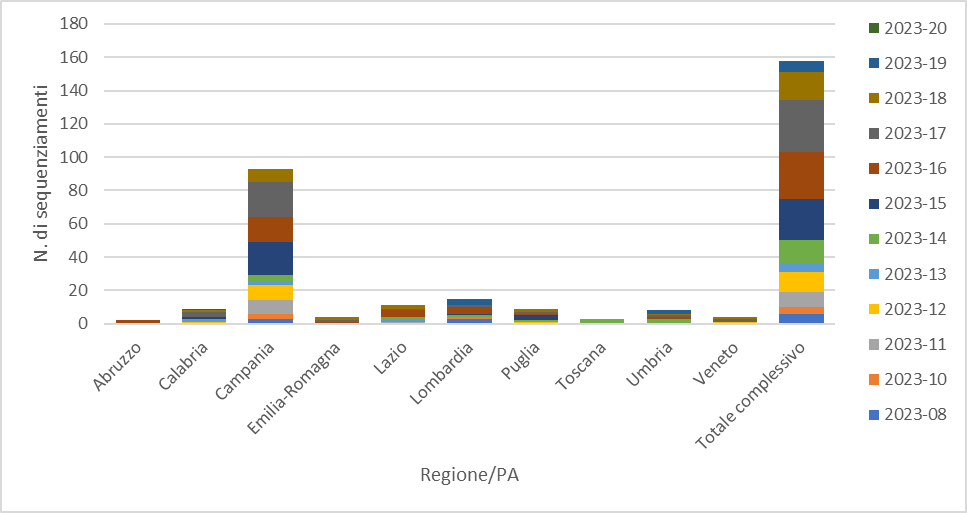 180
160
140
120
100
80
60
40
20
0
N. di sequenziamenti
Abruzzo
Calabria
Campania
Emilia-Romagna
Lazio
Lombardia
Puglia
Toscana
Umbria
Veneto
Totale complessivo
Regione/PA
2023-20
2023-19
2023-18
2023-17
2023-16
2023-15
2023-14
2023-13
2023-12
2023-11
2023-10
2023-08